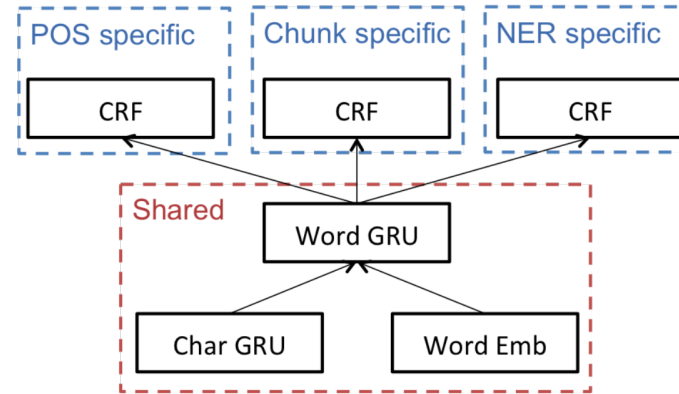 POS specific
Chunk specific
NER specific
CRF
CRF
CRF
Shared
Word GRU
Char GRU
Word Emb